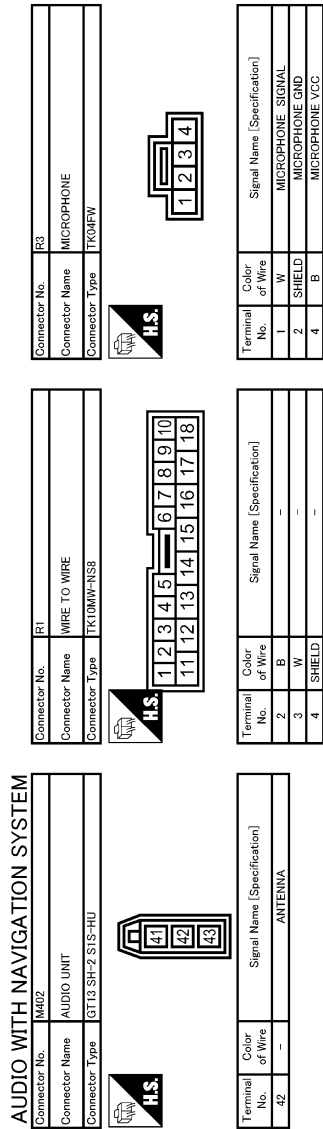 AUDIO WITH NAVIGATION SYSTEM
Connector No. M402
Connector Name AUDIO UNIT
Connector Type GT13 SH-2 S1S-HU
H.S.
41
42
43
Terminal No. Color of Wire Signal Name [Specification]
42 – ANTENNA
Connector No. R1
Connector Name WIRE TO WIRE
Connector Type TK10MW-NS8
H.S.
1 2 3 4 5 6 7 8 9 10
11 12 13 14 15 16 17 18
Terminal No. Color of Wire Signal Name [Specification]
2 B –
3 W –
4 SHIELD –
Connector No. R3
Connector Name MICROPHONE
Connector Type TK04FW
H.S.
1 2 3 4
Terminal No. Color of Wire Signal Name [Specification]
1 W MICROPHONE SIGNAL
2 SHIELD MICROPHONE GND
4 B MICROPHONE VCC